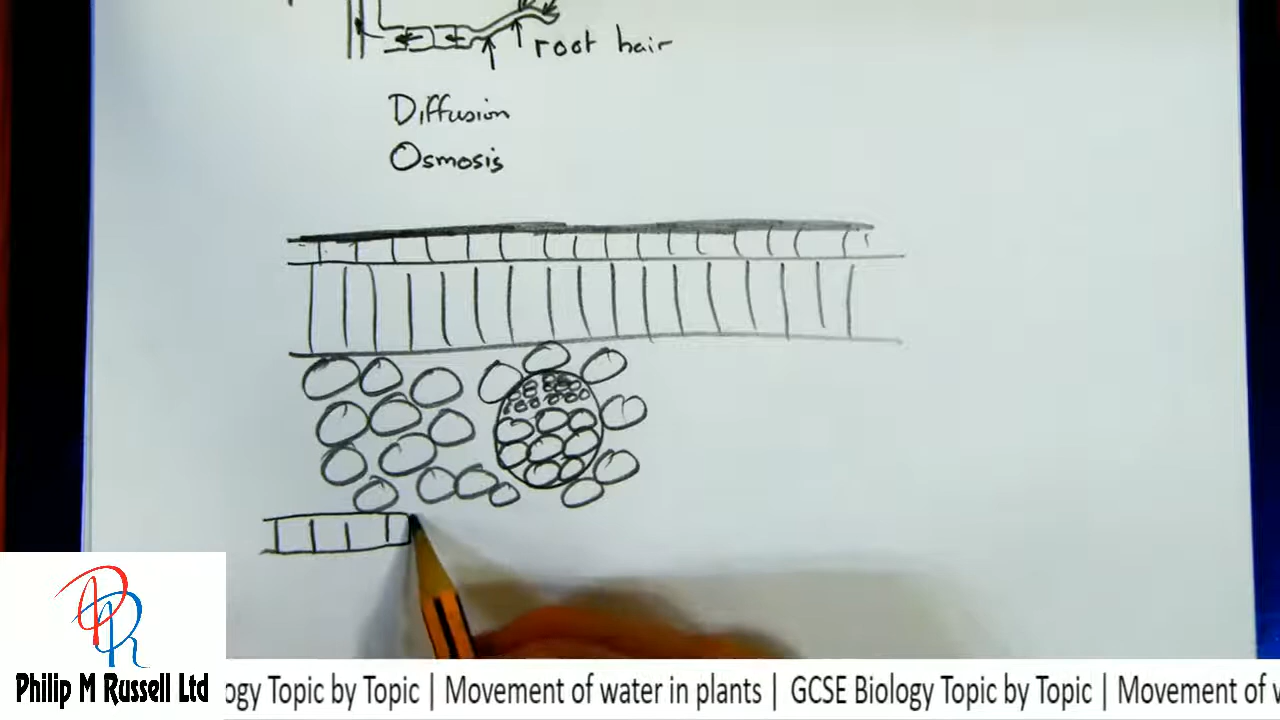 root hair
Diffusion
Osmosis
PR
Philip M Russell Ltd
ogy Topic by Topic | Movement of water in plants | GCSE Biology Topic by Topic | Movement of w